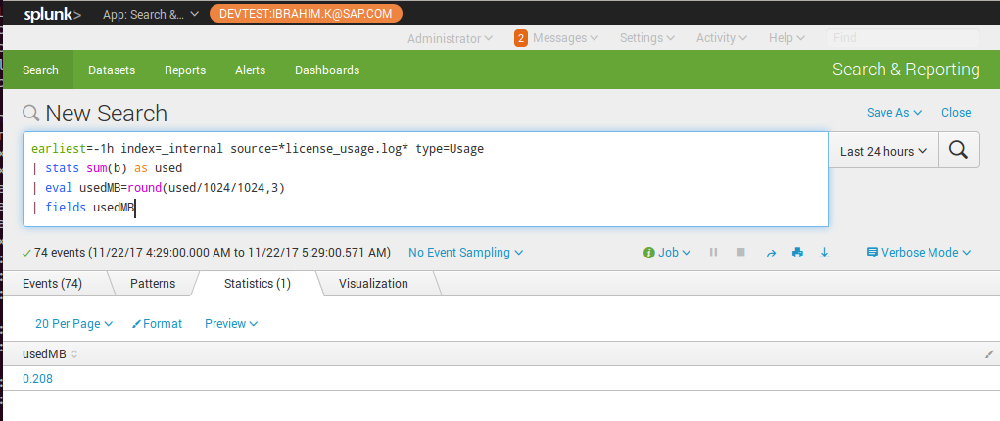 splunk> App: Search &... DEVTEST:IBRAHIM.K@SAP.COM
Administrator 2 Messages Settings Activity Help Find
Search Datasets Reports Alerts Dashboards Search & Reporting
New Search Save As Close
earliest=-1h index=_internal source=*license_usage.log* type=Usage
| stats sum(b) as used
| eval usedMB=round(used/1024/1024,3)
| fields usedMB
Last 24 hours
74 events (11/22/17 4:29:00.000 AM to 11/22/17 5:29:00.571 AM) No Event Sampling Job Verbose Mode
Events (74) Patterns Statistics (1) Visualization
20 Per Page Format Preview
usedMB
0.208